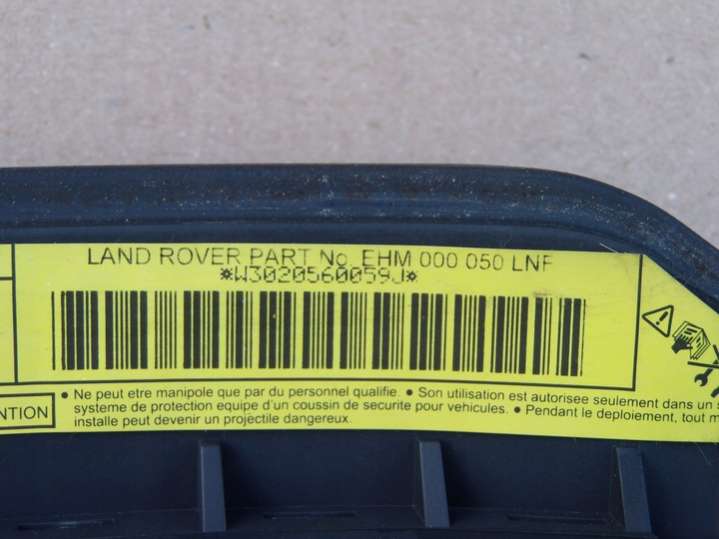 LAND ROVER PART No. EHM 000 050 LNF
*W3020560059J*
• Ne peut etre manipole que par du personnel qualifie. • Son utilisation est autorisee seulement dans un
NTION systeme de protection equipe d'un coussin de securite pour vehicules. • Pendant le deploiement, tout
installe peut devenir un projectile dangereux.